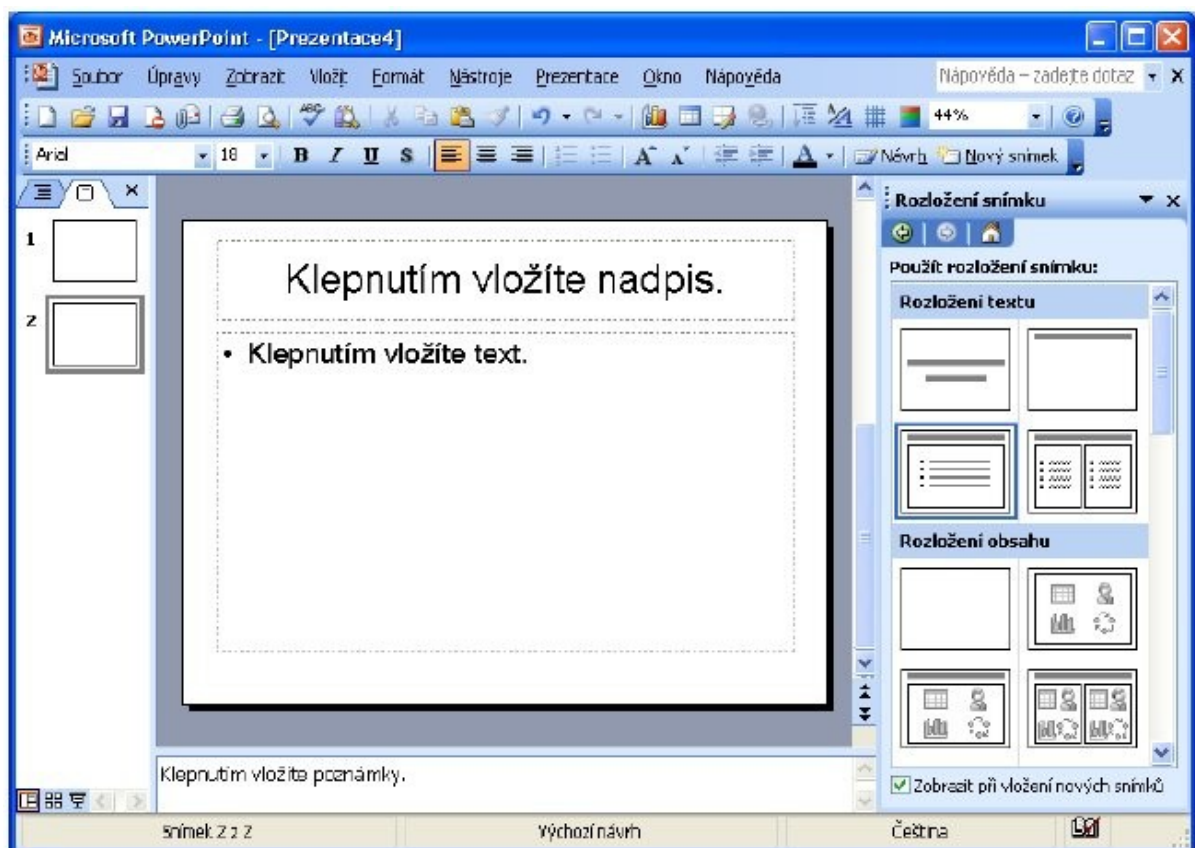 Microsoft PowerPoint - [Prezentace4]
Soubor Úpravy Zobrazit Vložit Formát Nástroje Prezentace Okno Nápověda Nápověda – zadejte dotaz
ABC 44%
Arial 18 B I U S A A A Návrh Nový snímek
Rozložení snímku
1
Použít rozložení snímku:
Klepnutím vložíte nadpis.
Rozložení textu
2
• Klepnutím vložíte text.
Rozložení obsahu
Klepnutím vložíte poznámky.
Zobrazit při vložení nových snímků
Snímek 2 z 2 Výchozí návrh Čeština